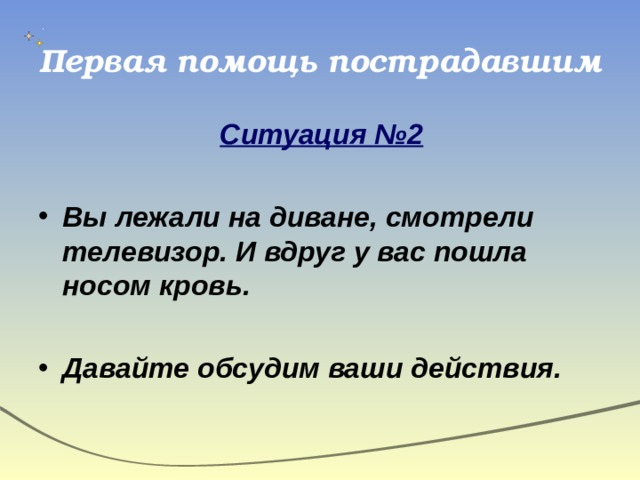 Первая помощь пострадавшим
Ситуация №2
• Вы лежали на диване, смотрели
телевизор. И вдруг у вас пошла
носом кровь.
• Давайте обсудим ваши действия.